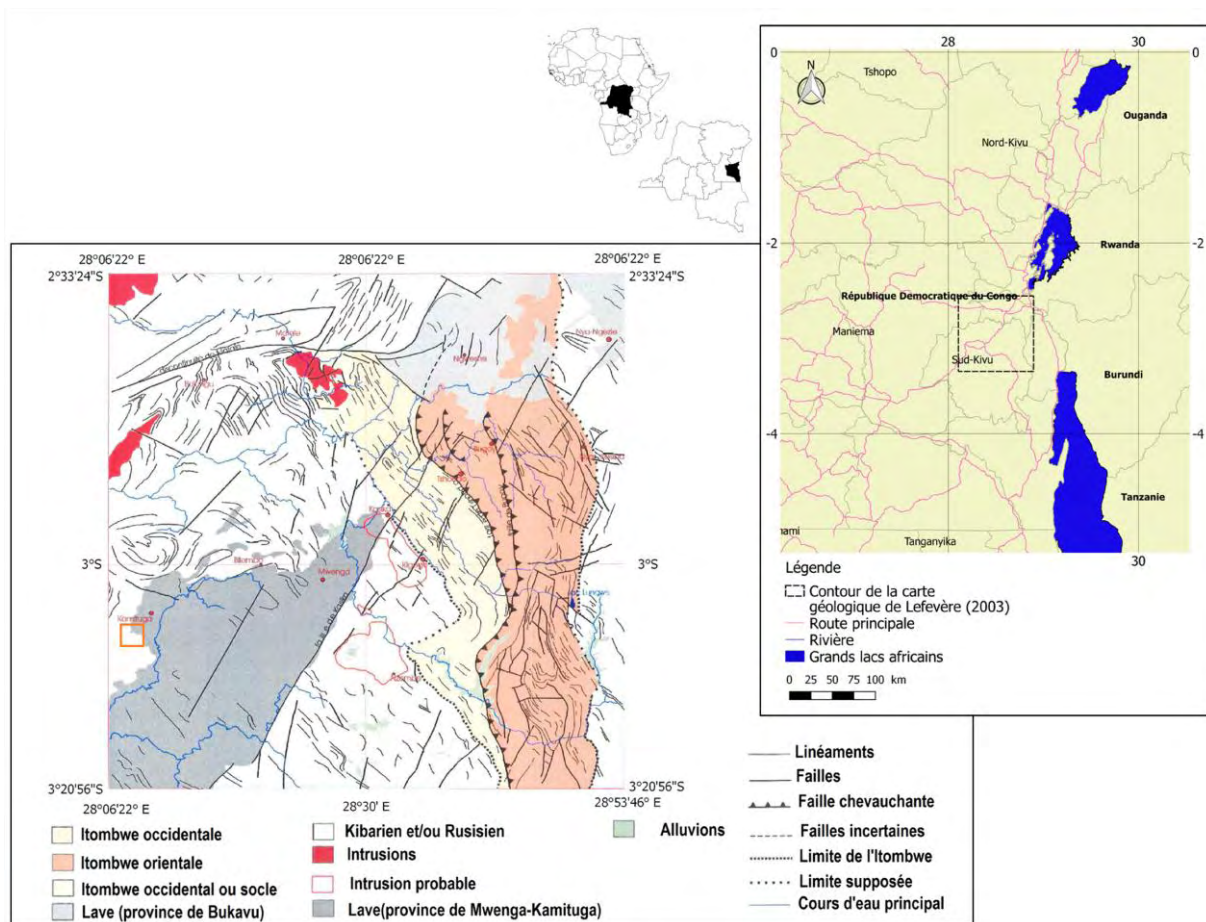 28
30
0
0
N
Tshopo
Ouganda
Nord-Kivu
-2
-2
Rwanda
République Démocratique du Congo
Maniema
Sud-Kivu
Burundi
-4
-4
Tanzanie
Tanganyika
30
Légende
Contour de la carte
géologique de Lefevère (2003)
Route principale
Rivière
Grands lacs africains
0 25 50 75 100 km
28°06'22" E
28°06'22" E
2°33'24"S
2°33'24"S
3°S
3°S
Mwenga
Kamituga
3°20'56"S
3°20'56"S
28°06'22" E
28°30' E
28°53'46" E
Itombwe occidentale
Itombwe orientale
Itombwe occidental ou socle
Lave (province de Bukavu)
Kibarien et/ou Rusisien
Intrusions
Intrusion probable
Lave(province de Mwenga-Kamituga)
Alluvions
Linéaments
Failles
Faille chevauchante
Failles incertaines
Limite de l'Itombwe
Limite supposée
Cours d'eau principal